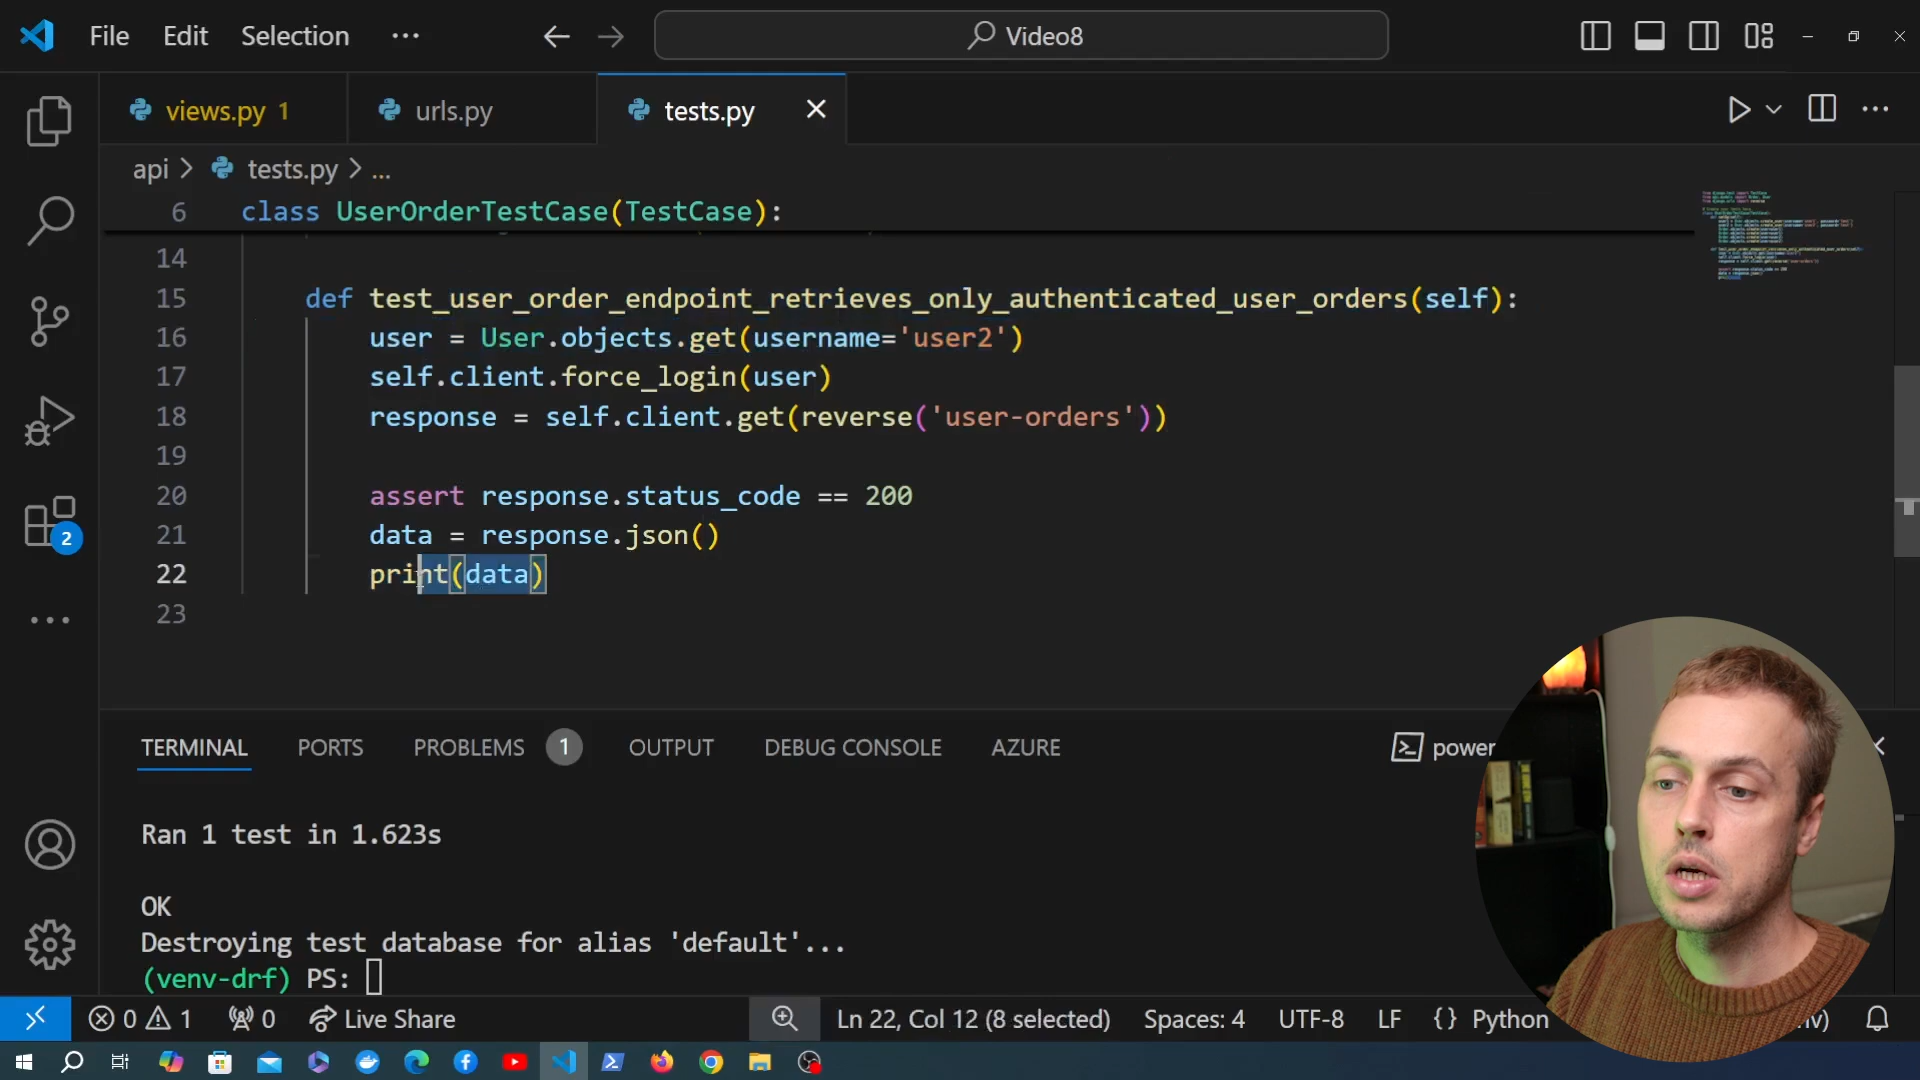 File Edit Selection ... Video8
views.py 1 urls.py tests.py
api > tests.py > ...
6 class UserOrderTestCase(TestCase):
14
15 def test_user_order_endpoint_retrieves_only_authenticated_user_orders(self):
16 user = User.objects.get(username='user2')
17 self.client.force_login(user)
18 response = self.client.get(reverse('user-orders'))
19
20 assert response.status_code == 200
21 data = response.json()
22 print(data)
23
2
TERMINAL PORTS PROBLEMS 1 OUTPUT DEBUG CONSOLE AZURE power
Ran 1 test in 1.623s
OK
Destroying test database for alias 'default'...
(venv-drf) PS:
0 1 0 Live Share Ln 22, Col 12 (8 selected) Spaces: 4 UTF-8 LF {} Python